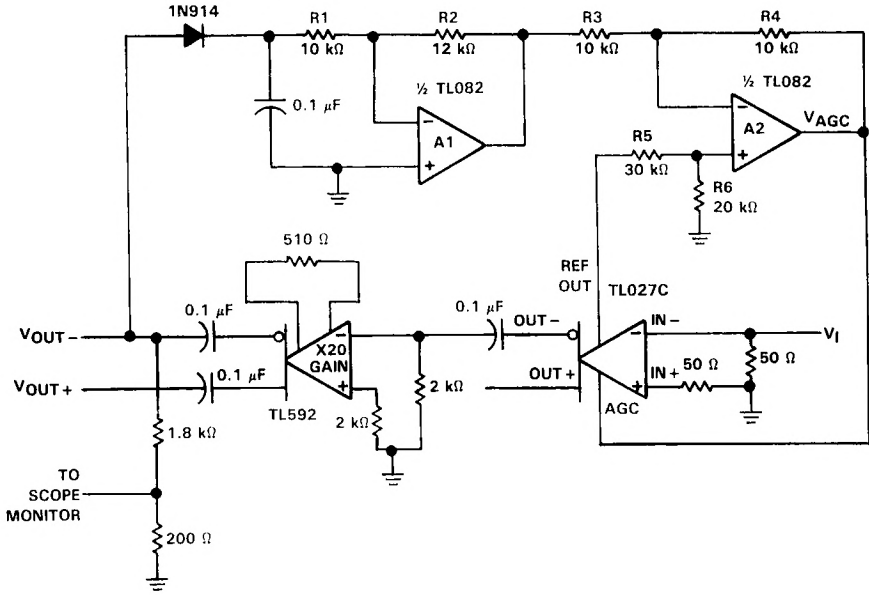 1N914
R1
10 kΩ
R2
12 kΩ
R3
10 kΩ
R4
10 kΩ
0.1 μF
½ TL082
−
A1
+
½ TL082
−
A2
+
VAGC
R5
30 kΩ
R6
20 kΩ
510 Ω
REF
OUT
TL027C
0.1 μF
VOUT−
0.1 μF
OUT−
IN−
VI
−
X20
GAIN
+
−
+
VOUT+
0.1 μF
OUT+
IN+
50 Ω
50 Ω
TL592
2 kΩ
2 kΩ
AGC
1.8 kΩ
TO
SCOPE
MONITOR
200 Ω